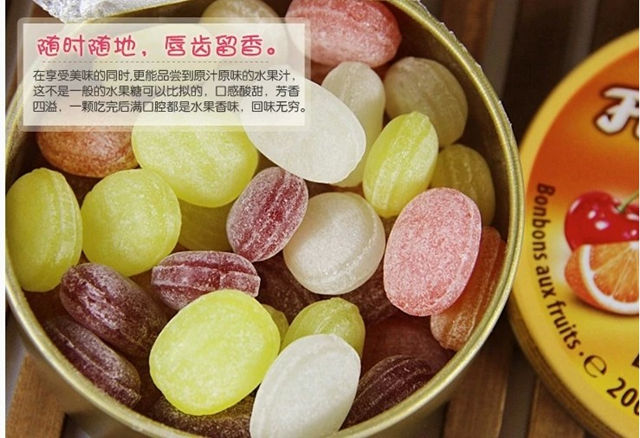 随时随地，唇齿留香。
在享受美味的同时,更能品尝到原汁原味的水果汁，
这不是一般的水果糖可以比拟的，口感酸甜，芳香
四溢，一颗吃完后满口腔都是水果香味，回味无穷。
Bonbons aux fruits · e
200